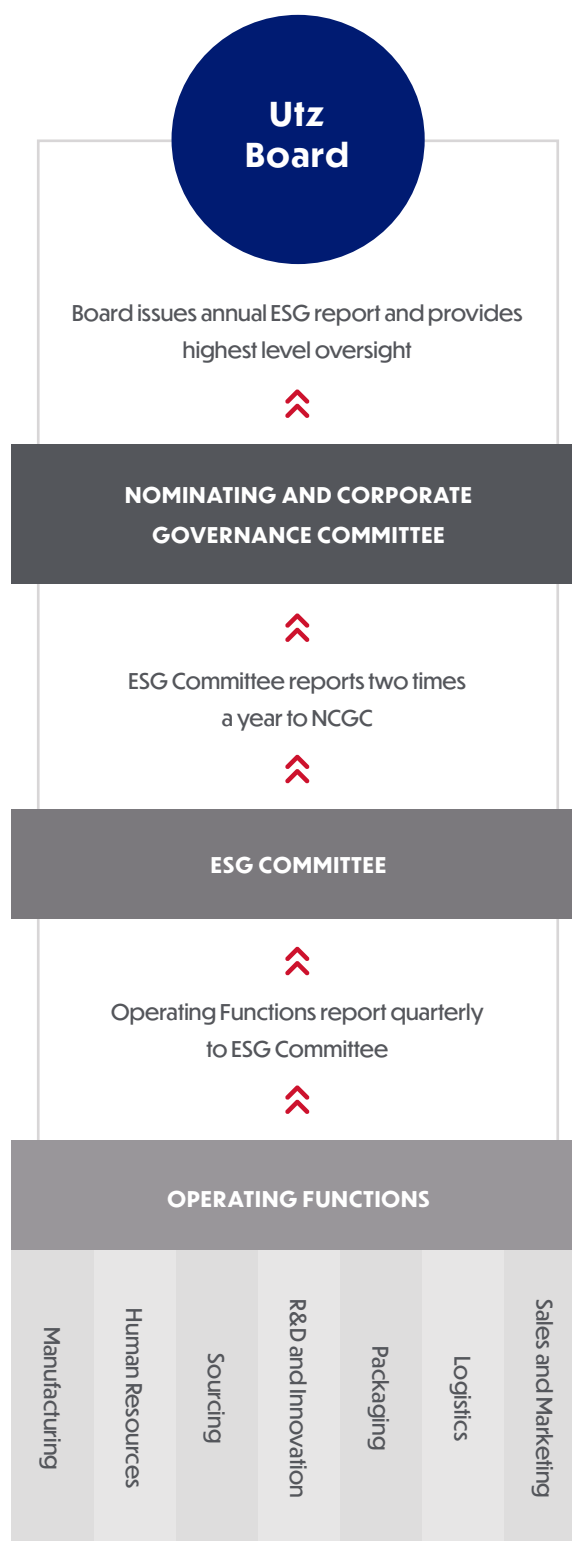 Utz
Board
Board issues annual ESG report and provides
highest level oversight
NOMINATING AND CORPORATE
GOVERNANCE COMMITTEE
ESG Committee reports two times
a year to NCGC
ESG COMMITTEE
Operating Functions report quarterly
to ESG Committee
OPERATING FUNCTIONS
Manufacturing
Human Resources
Sourcing
R&D and Innovation
Packaging
Logistics
Sales and Marketing